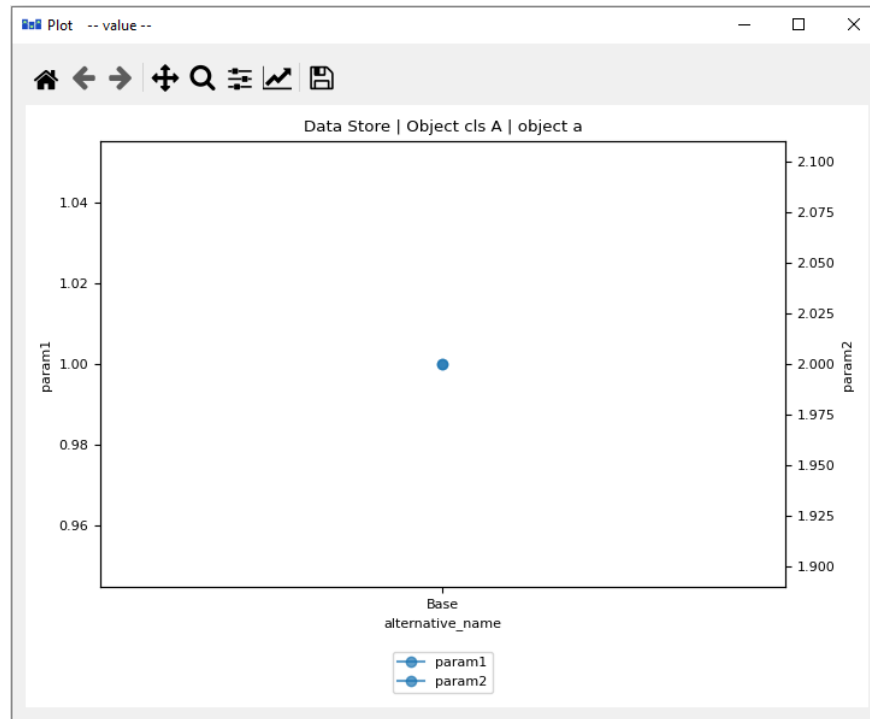 Plot -- value --
Data Store | Object cls A | object a
1.04
1.02
1.00
0.98
0.96
param1
2.100
2.075
2.050
2.025
2.000
1.975
1.950
1.925
1.900
param2
Base
alternative_name
param1
param2